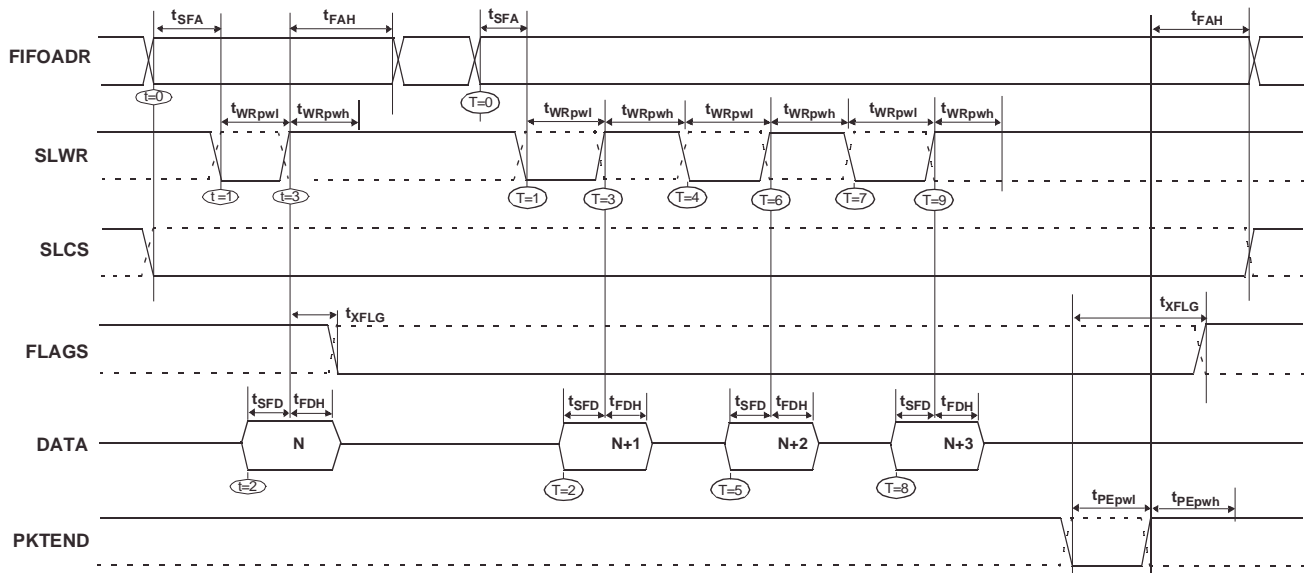 tSFA tFAH tSFA tFAH
FIFOADR
t=0 T=0
tWRpwl tWRpwh tWRpwl tWRpwh tWRpwl tWRpwh tWRpwl tWRpwh
SLWR
t=1 t=3 T=1 T=3 T=4 T=6 T=7 T=9
SLCS
tXFLG tXFLG
FLAGS
tSFD tFDH tSFD tFDH tSFD tFDH tSFD tFDH
DATA N N+1 N+2 N+3
t=2 T=2 T=5 T=8
tPEpwl tPEpwh
PKTEND